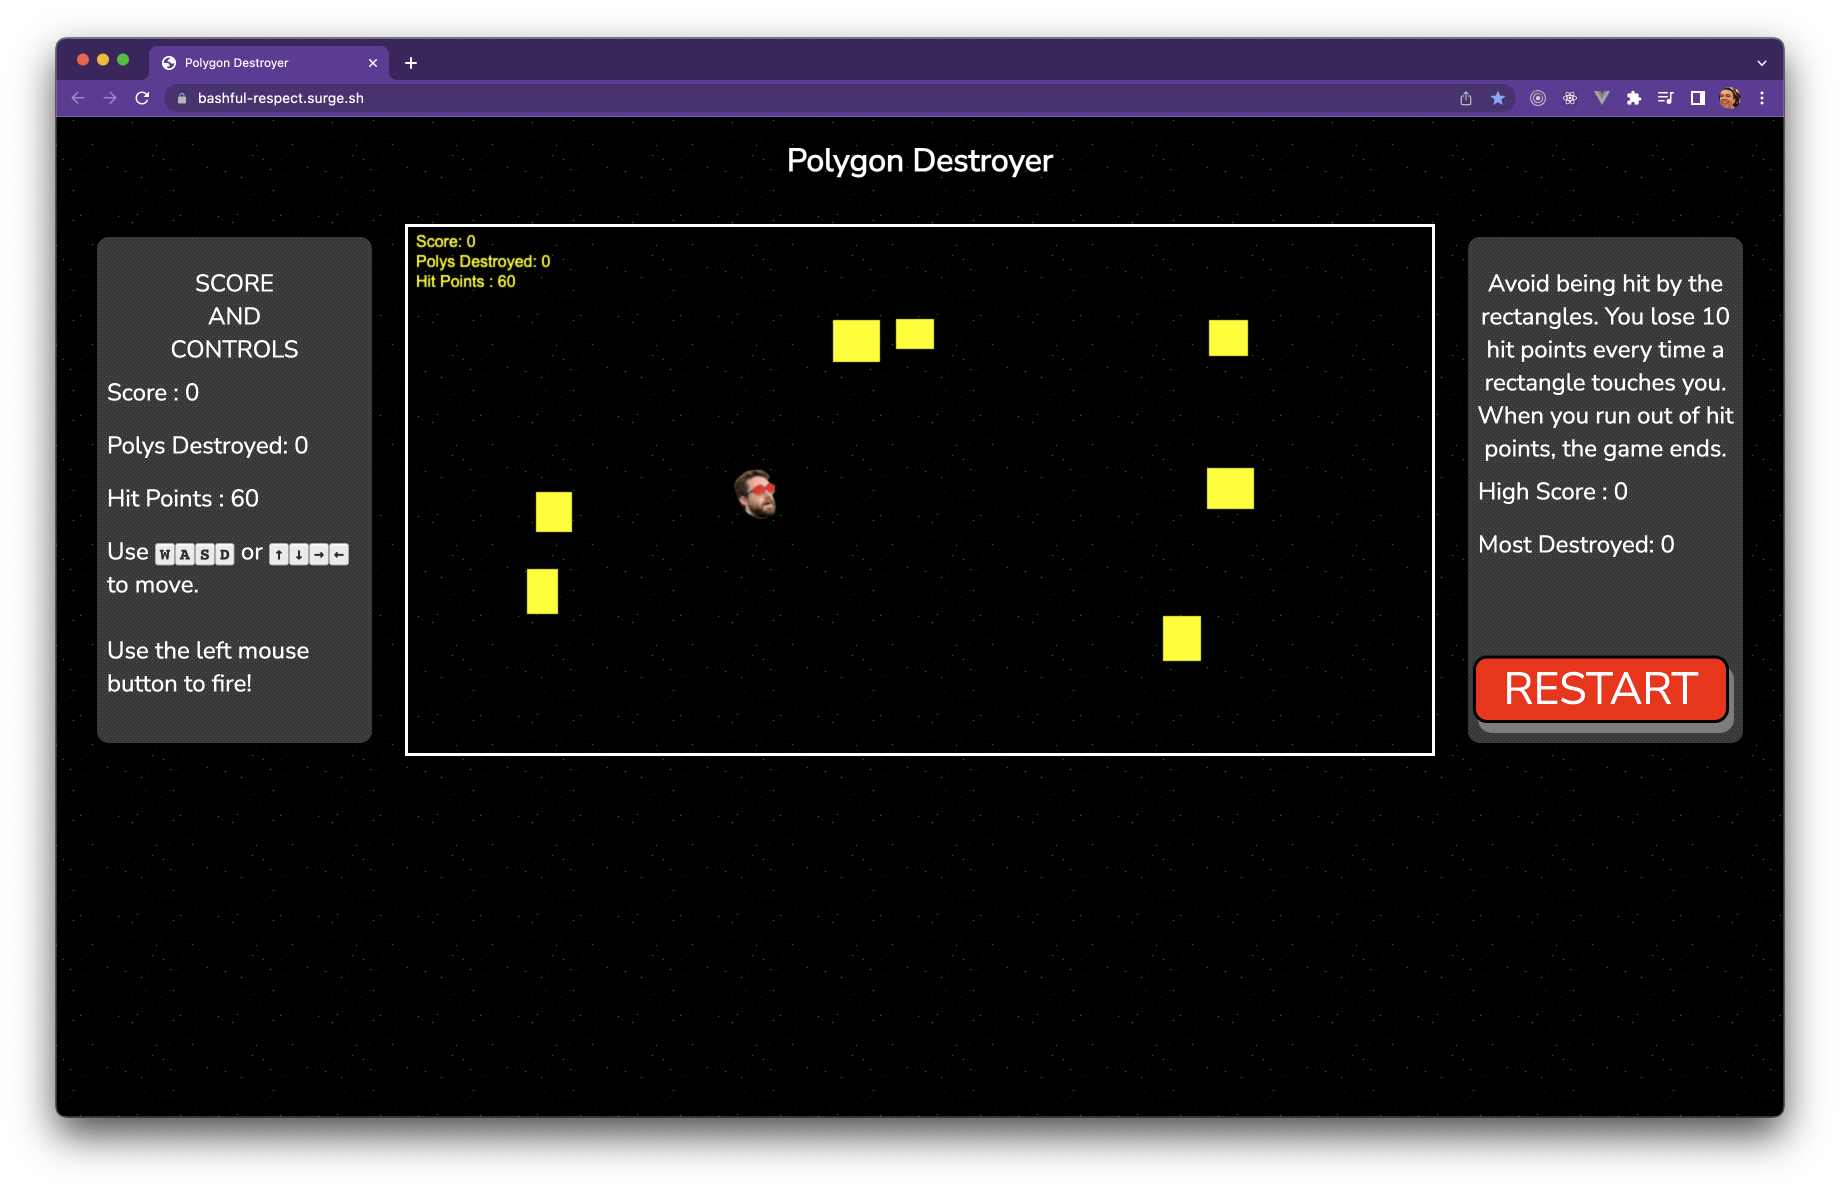 Polygon Destroyer
bashful-respect.surge.sh
Polygon Destroyer
SCORE
AND
CONTROLS
Score : 0
Polys Destroyed: 0
Hit Points : 60
Use W A S D or ↑ ↓ → ←
to move.
Use the left mouse
button to fire!
Score: 0
Polys Destroyed: 0
Hit Points : 60
Avoid being hit by the
rectangles. You lose 10
hit points every time a
rectangle touches you.
When you run out of hit
points, the game ends.
High Score : 0
Most Destroyed: 0
RESTART